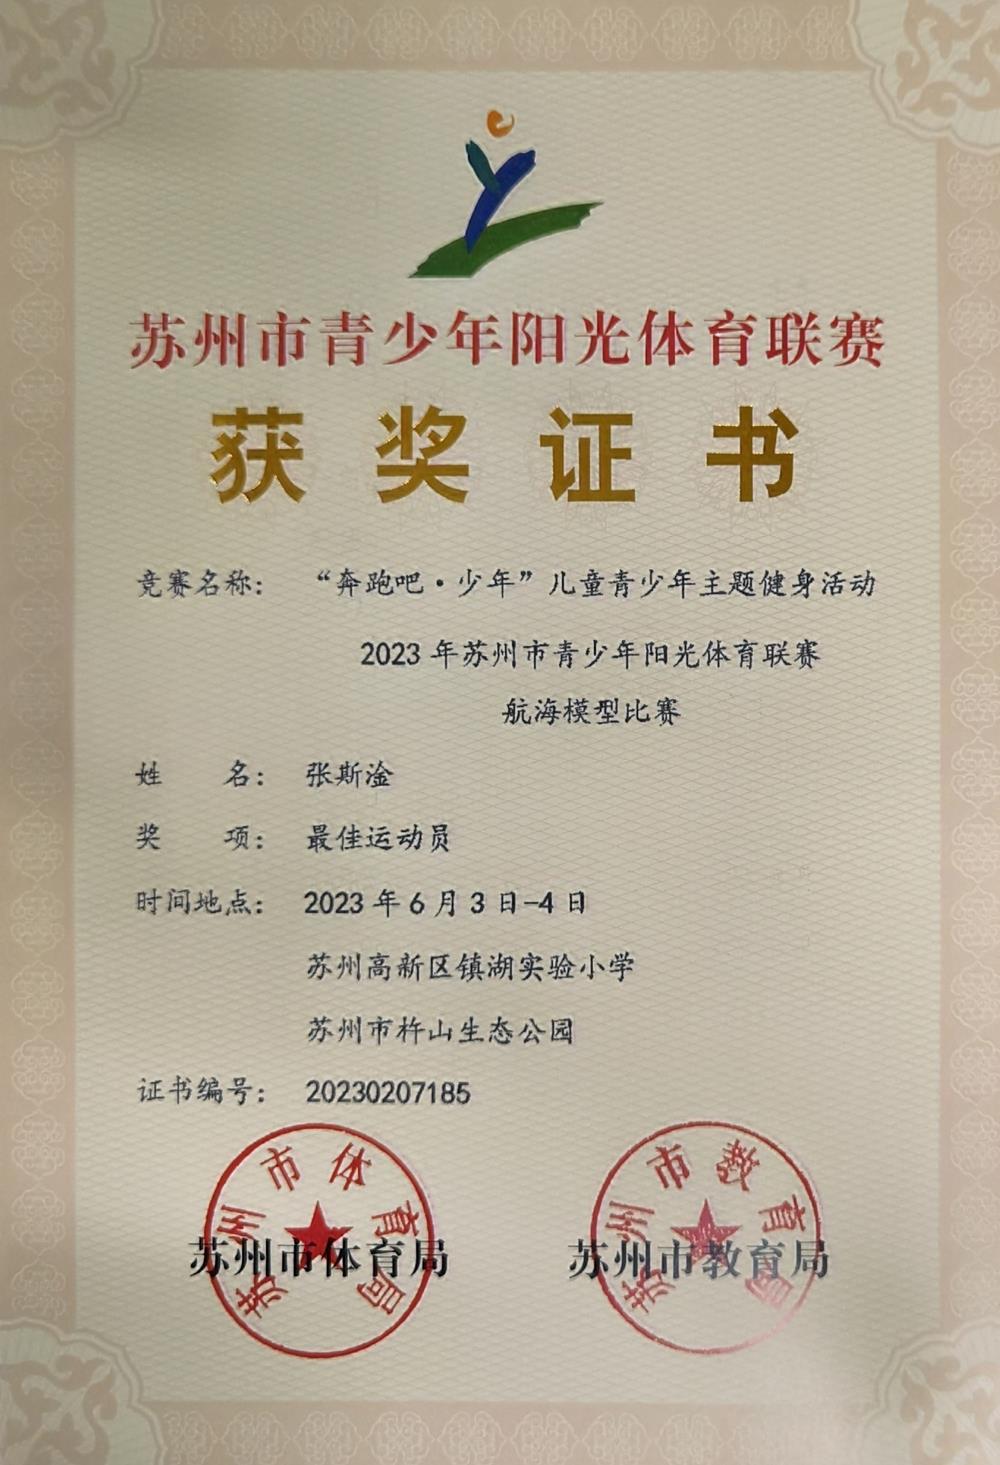 苏州市青少年阳光体育联赛
获奖证书
竞赛名称: “奔跑吧·少年”儿童青少年主题健身活动
2023年苏州市青少年阳光体育联赛
航海模型比赛
姓 名: 张斯淦
奖 项: 最佳运动员
时间地点: 2023年6月3日-4日
苏州高新区镇湖实验小学
苏州市杵山生态公园
证书编号: 20230207185
苏州市体育局
苏州市体育局
苏州市教育局
苏州市教育局